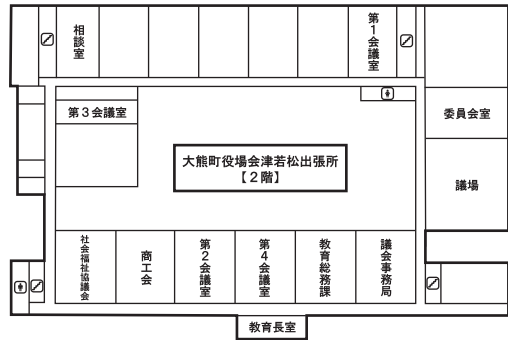 相談室
第1会議室
第3会議室
委員会室
大熊町役場会津若松出張所
【2階】
議場
社会福祉協議会
商工会
第2会議室
第4会議室
教育総務課
議会事務局
教育長室